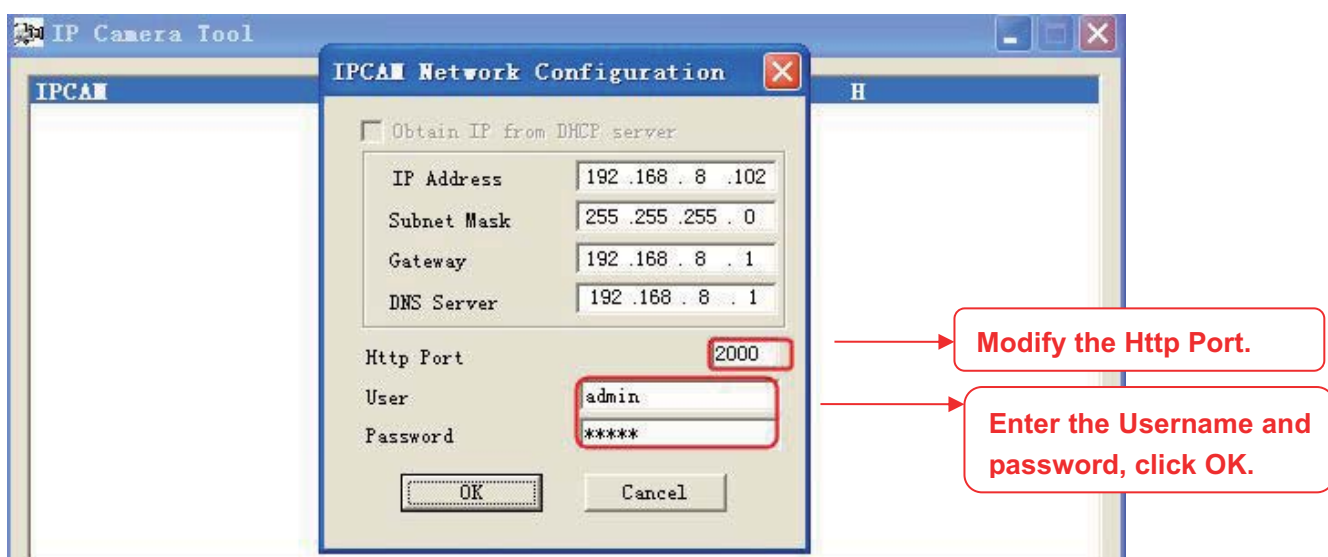 IP Camera Tool
IPCAM Network Configuration
IPCAM
H
Obtain IP from DHCP server
IP Address 192 .168 . 8 .102
Subnet Mask 255 .255 .255 . 0
Gateway 192 .168 . 8 . 1
DNS Server 192 .168 . 8 . 1
Http Port 2000
Modify the Http Port.
User admin
Password *****
Enter the Username and
password, click OK.
OK Cancel